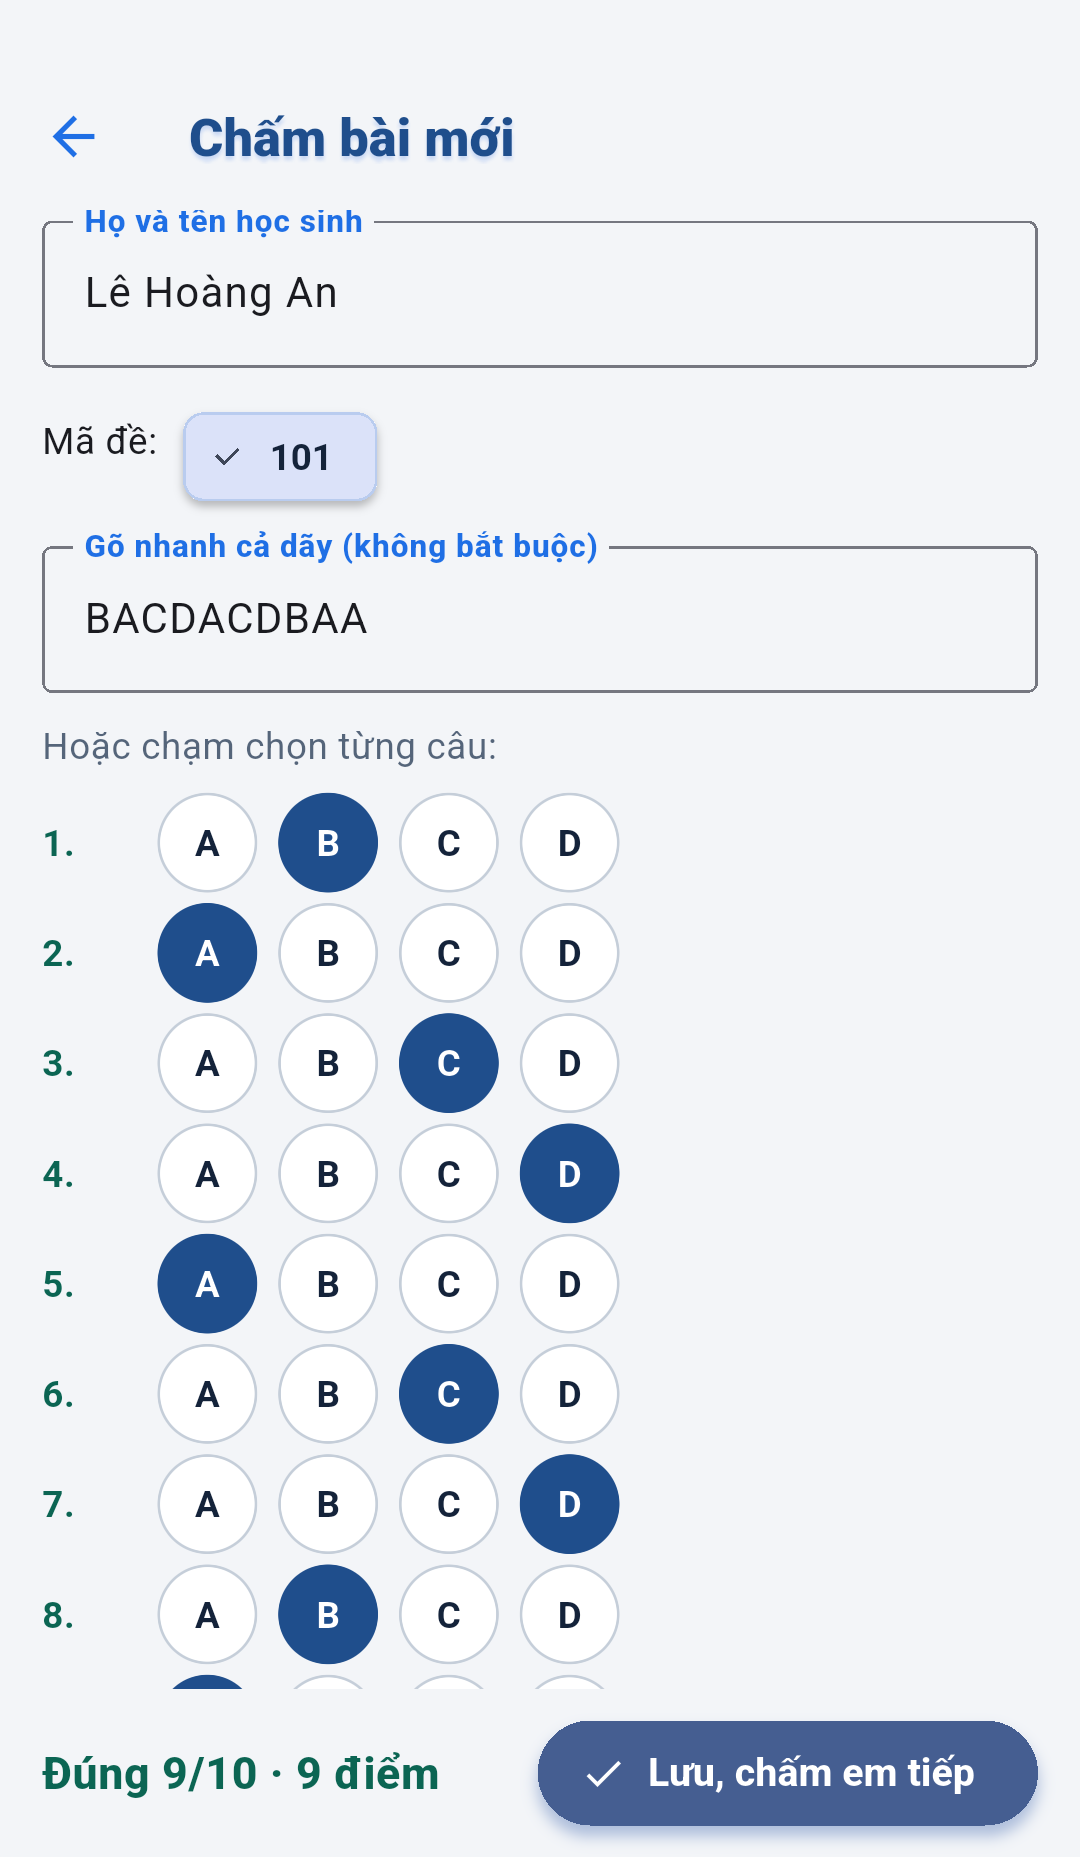 Chấm bài mới
Họ và tên học sinh
Lê Hoàng An
Mã đề: 101
Gõ nhanh cả dãy (không bắt buộc)
BACDACDBAA
Hoặc chạm chọn từng câu:
1. A B C D
2. A B C D
3. A B C D
4. A B C D
5. A B C D
6. A B C D
7. A B C D
8. A B C D
Đúng 9/10 · 9 điểm
Lưu, chấm em tiếp